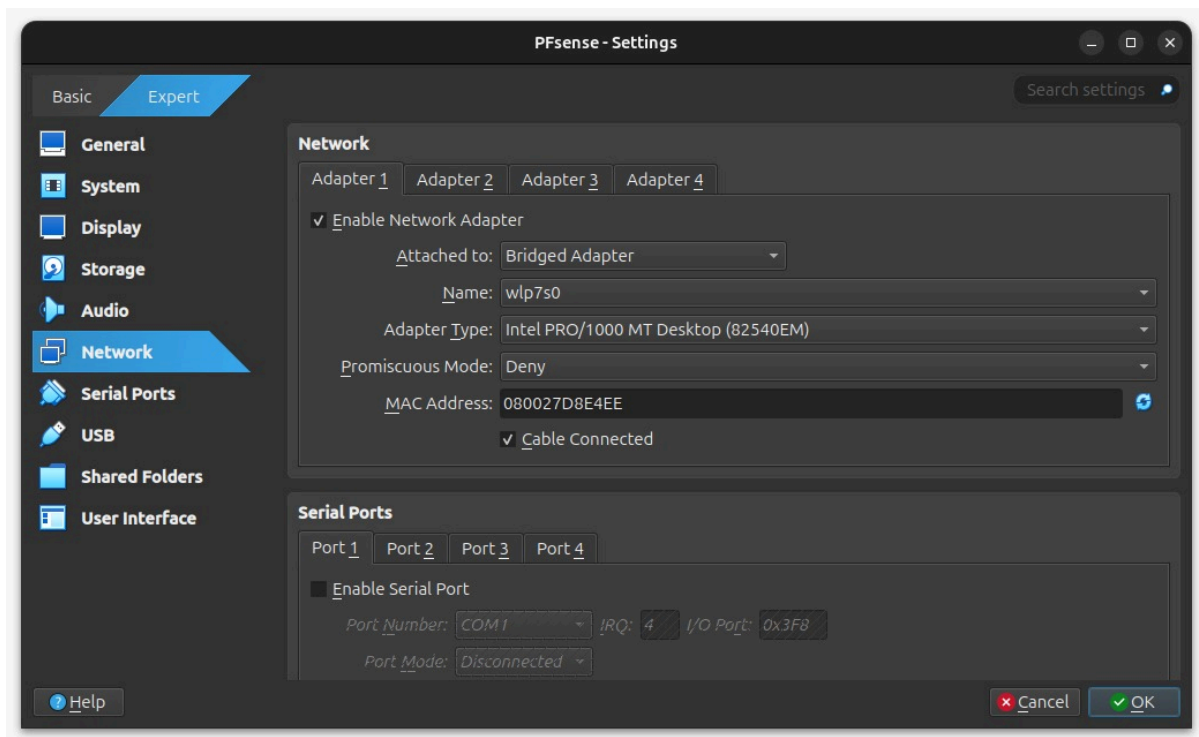 PFsense - Settings
Basic
Expert
Search settings
General
System
Display
Storage
Audio
Network
Serial Ports
USB
Shared Folders
User Interface
Network
Adapter 1 Adapter 2 Adapter 3 Adapter 4
Enable Network Adapter
Attached to: Bridged Adapter
Name: wlp7s0
Adapter Type: Intel PRO/1000 MT Desktop (82540EM)
Promiscuous Mode: Deny
MAC Address: 080027D8E4EE
Cable Connected
Serial Ports
Port 1 Port 2 Port 3 Port 4
Enable Serial Port
Port Number: COM1 IRQ: 4 I/O Port: 0x3F8
Port Mode: Disconnected
Help
Cancel
OK